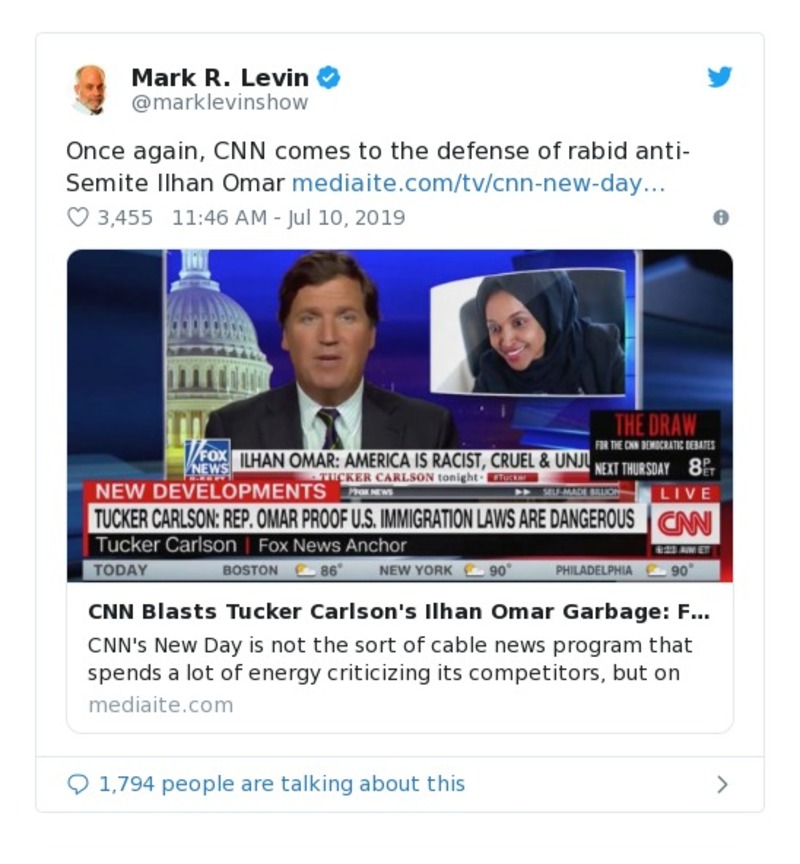 Mark R. Levin
@marklevinshow
Once again, CNN comes to the defense of rabid anti-
Semite Ilhan Omar mediaite.com/tv/cnn-new-day…
3,455 11:46 AM - Jul 10, 2019
THE DRAW
FOR THE CNN DEMOCRATIC DEBATES
NEXT THURSDAY 8P ET
FOX NEWS
ILHAN OMAR: AMERICA IS RACIST, CRUEL & UNJU
TUCKER CARLSON tonight #Tucker
NEW DEVELOPMENTS FOX NEWS SELF-MADE BILLION
LIVE
TUCKER CARLSON: REP. OMAR PROOF U.S. IMMIGRATION LAWS ARE DANGEROUS
CNN
Tucker Carlson | Fox News Anchor
TODAY BOSTON 86° NEW YORK 90° PHILADELPHIA 90°
CNN Blasts Tucker Carlson's Ilhan Omar Garbage: F...
CNN's New Day is not the sort of cable news program that
spends a lot of energy criticizing its competitors, but on
mediaite.com
1,794 people are talking about this